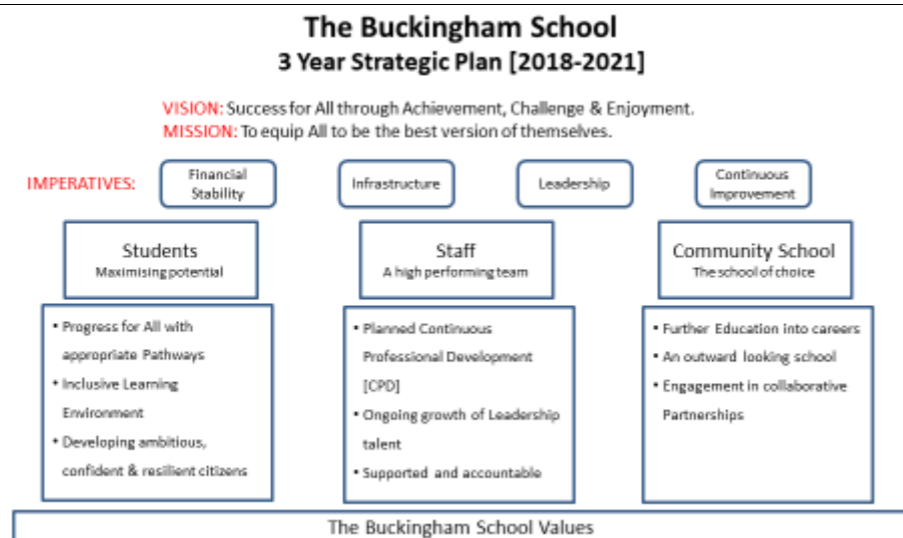 The Buckingham School
3 Year Strategic Plan [2018-2021]
VISION: Success for All through Achievement, Challenge & Enjoyment.
MISSION: To equip All to be the best version of themselves.
IMPERATIVES:
Financial
Stability
Infrastructure
Leadership
Continuous
Improvement
Students
Maximising potential
Staff
A high performing team
Community School
The school of choice
• Progress for All with
appropriate Pathways
• Inclusive Learning
Environment
• Developing ambitious,
confident & resilient citizens
• Planned Continuous
Professional Development
[CPD]
• Ongoing growth of Leadership
talent
• Supported and accountable
• Further Education into careers
• An outward looking school
• Engagement in collaborative
Partnerships
The Buckingham School Values